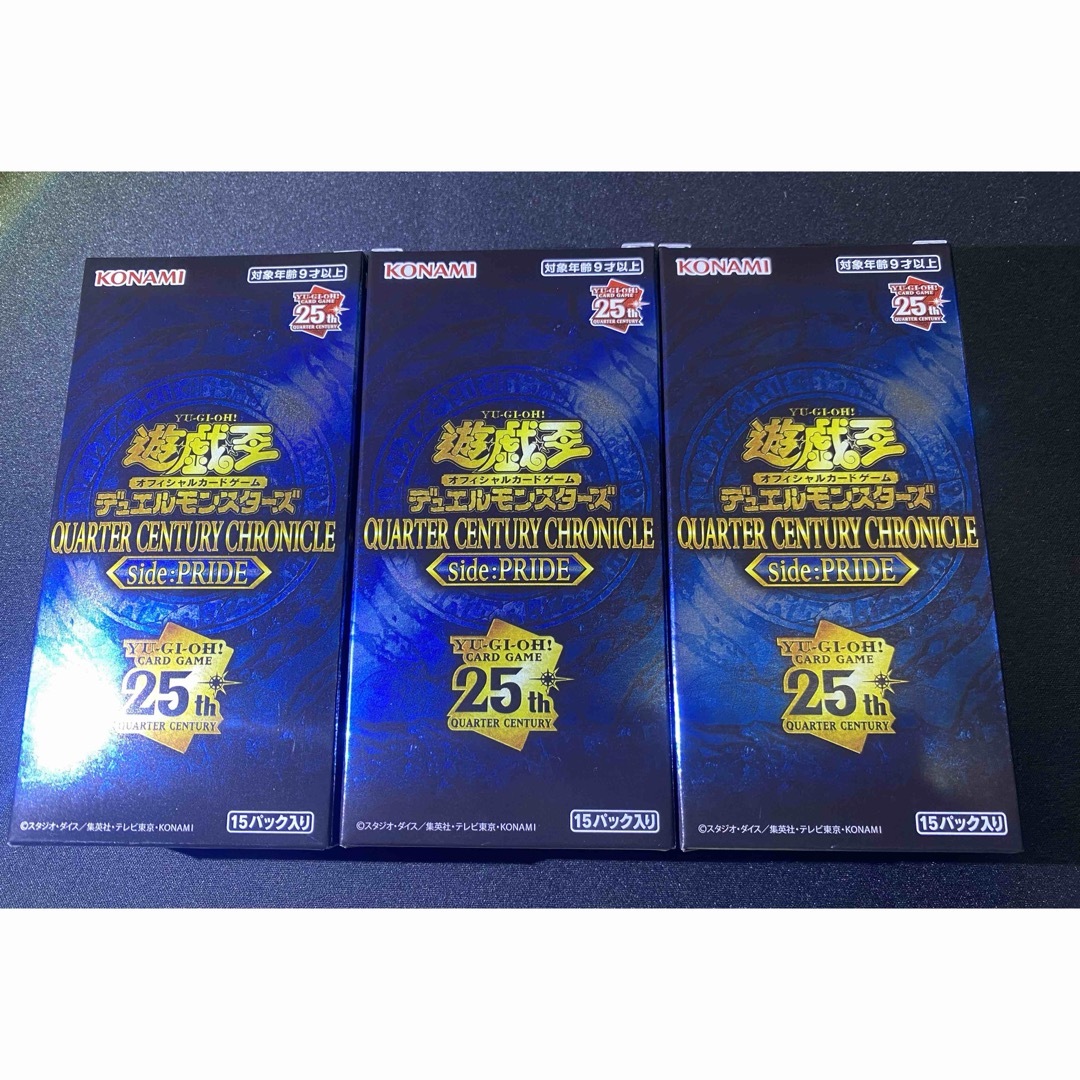 KONAMI
対象年齢9才以上
YU-GI-OH!
CARD GAME
25th
QUARTER CENTURY
YU-GI-OH!
遊戯王
オフィシャルカードゲーム
デュエルモンスターズ
QUARTER CENTURY CHRONICLE
side:PRIDE
YU-GI-OH!
CARD GAME
25th
QUARTER CENTURY
©スタジオ・ダイス/集英社・テレビ東京・KONAMI
15パック入り
KONAMI
対象年齢9才以上
YU-GI-OH!
CARD GAME
25th
QUARTER CENTURY
YU-GI-OH!
遊戯王
オフィシャルカードゲーム
デュエルモンスターズ
QUARTER CENTURY CHRONICLE
side:PRIDE
YU-GI-OH!
CARD GAME
25th
QUARTER CENTURY
©スタジオ・ダイス/集英社・テレビ東京・KONAMI
15パック入り
KONAMI
対象年齢9才以上
YU-GI-OH!
CARD GAME
25th
QUARTER CENTURY
YU-GI-OH!
遊戯王
オフィシャルカードゲーム
デュエルモンスターズ
QUARTER CENTURY CHRONICLE
side:PRIDE
YU-GI-OH!
CARD GAME
25th
QUARTER CENTURY
©スタジオ・ダイス/集英社・テレビ東京・KONAMI
15パック入り